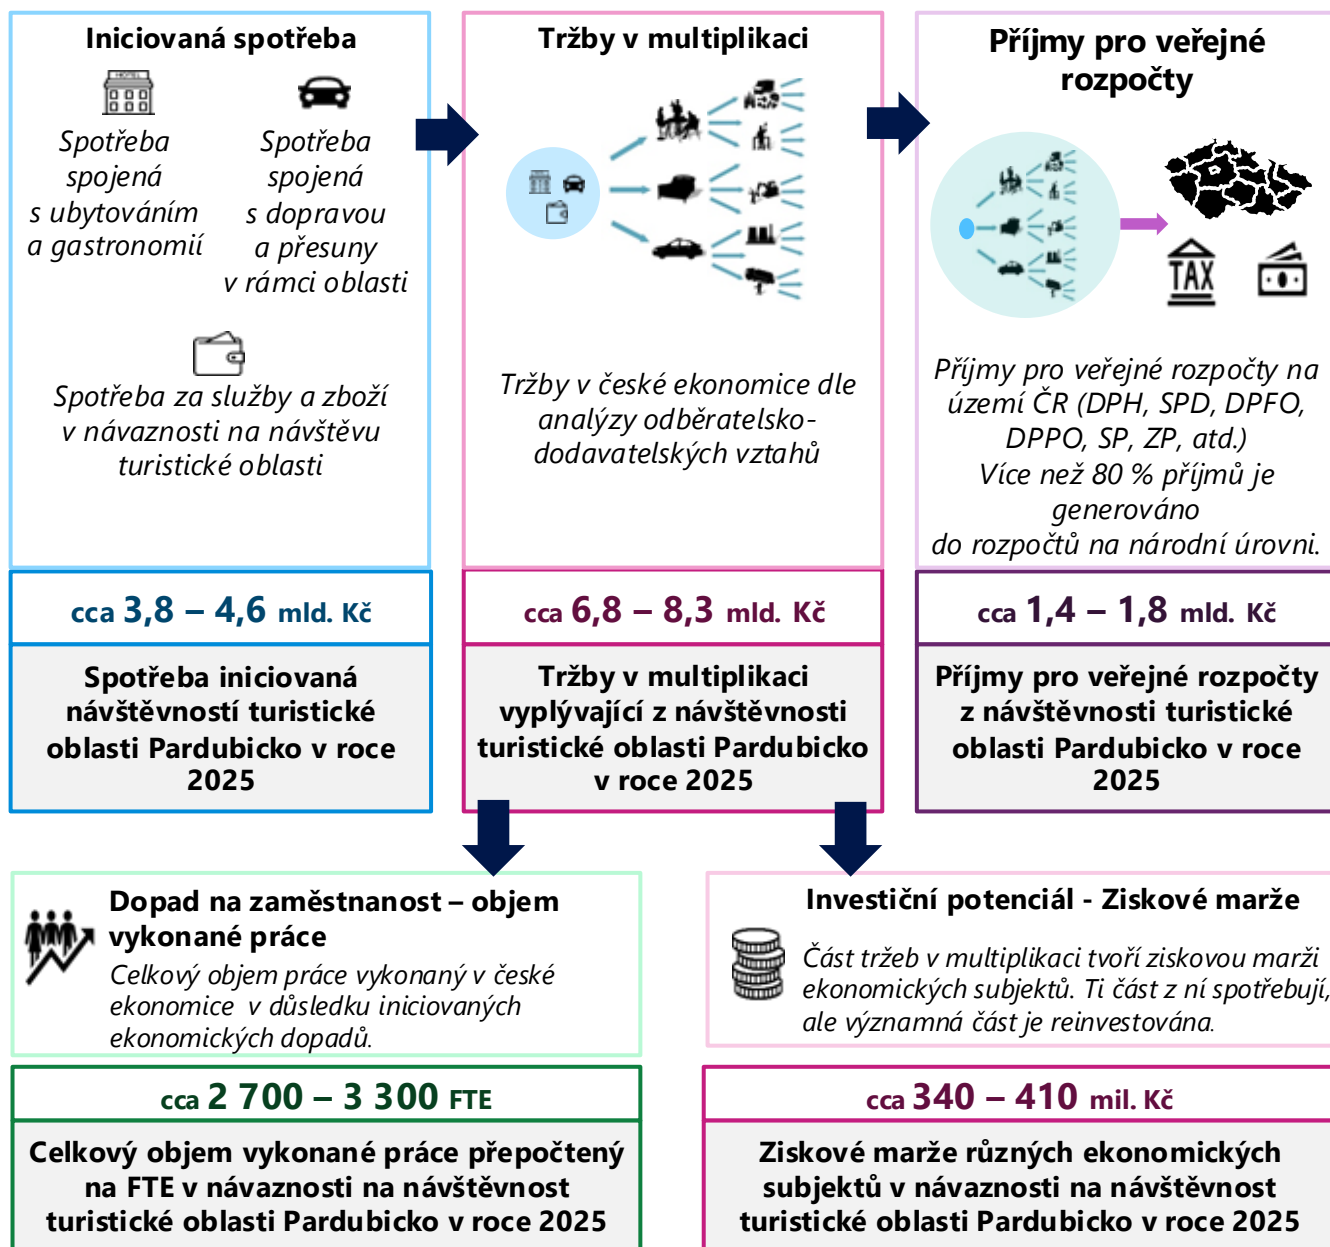 Iniciovaná spotřeba
HOTEL
Spotřeba
spojená
s ubytováním
a gastronomií
Spotřeba
spojená
s dopravou
a přesuny
v rámci oblasti
Spotřeba za služby a zboží
v návaznosti na návštěvu
turistické oblasti
cca 3,8 – 4,6 mld. Kč
Spotřeba iniciovaná
návštěvností turistické
oblasti Pardubicko v roce
2025
Tržby v multiplikaci
Tržby v české ekonomice dle
analýzy odběratelsko-
dodavatelských vztahů
cca 6,8 – 8,3 mld. Kč
Tržby v multiplikaci
vyplývající z návštěvnosti
turistické oblasti Pardubicko
v roce 2025
Příjmy pro veřejné
rozpočty
TAX
Příjmy pro veřejné rozpočty na
území ČR (DPH, SPD, DPFO,
DPPO, SP, ZP, atd.)
Více než 80 % příjmů je
generováno
do rozpočtů na národní úrovni.
cca 1,4 – 1,8 mld. Kč
Příjmy pro veřejné rozpočty
z návštěvnosti turistické
oblasti Pardubicko v roce
2025
Dopad na zaměstnanost – objem
vykonané práce
Celkový objem práce vykonaný v české
ekonomice v důsledku iniciovaných
ekonomických dopadů.
cca 2 700 – 3 300 FTE
Celkový objem vykonané práce přepočtený
na FTE v návaznosti na návštěvnost
turistické oblasti Pardubicko v roce 2025
Investiční potenciál - Ziskové marže
Část tržeb v multiplikaci tvoří ziskovou marži
ekonomických subjektů. Ti část z ní spotřebují,
ale významná část je reinvestována.
cca 340 – 410 mil. Kč
Ziskové marže různých ekonomických
subjektů v návaznosti na návštěvnost
turistické oblasti Pardubicko v roce 2025